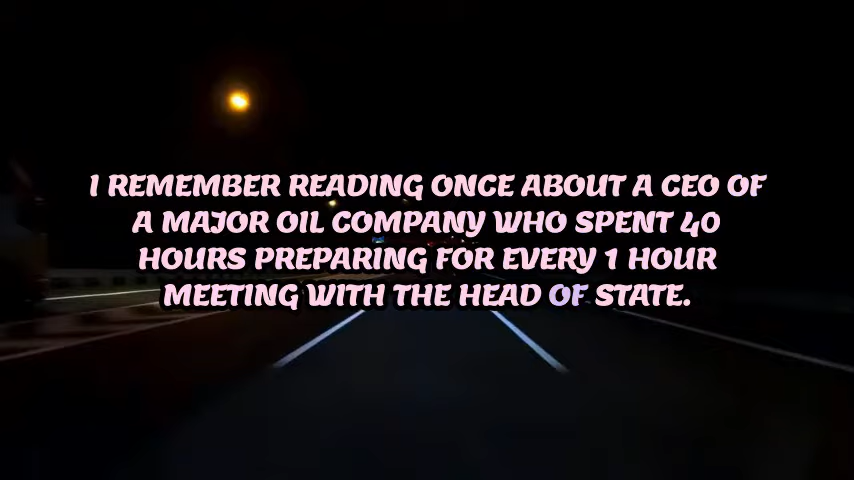 I REMEMBER READING ONCE ABOUT A CEO OF
A MAJOR OIL COMPANY WHO SPENT 40
HOURS PREPARING FOR EVERY 1 HOUR
MEETING WITH THE HEAD OF STATE.